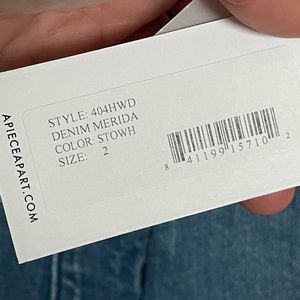 STYLE: 404HWD
DENIM MERIDA
COLOR: STOWH
SIZE: 2
8 41199 15710 2
APIECEAPART.COM